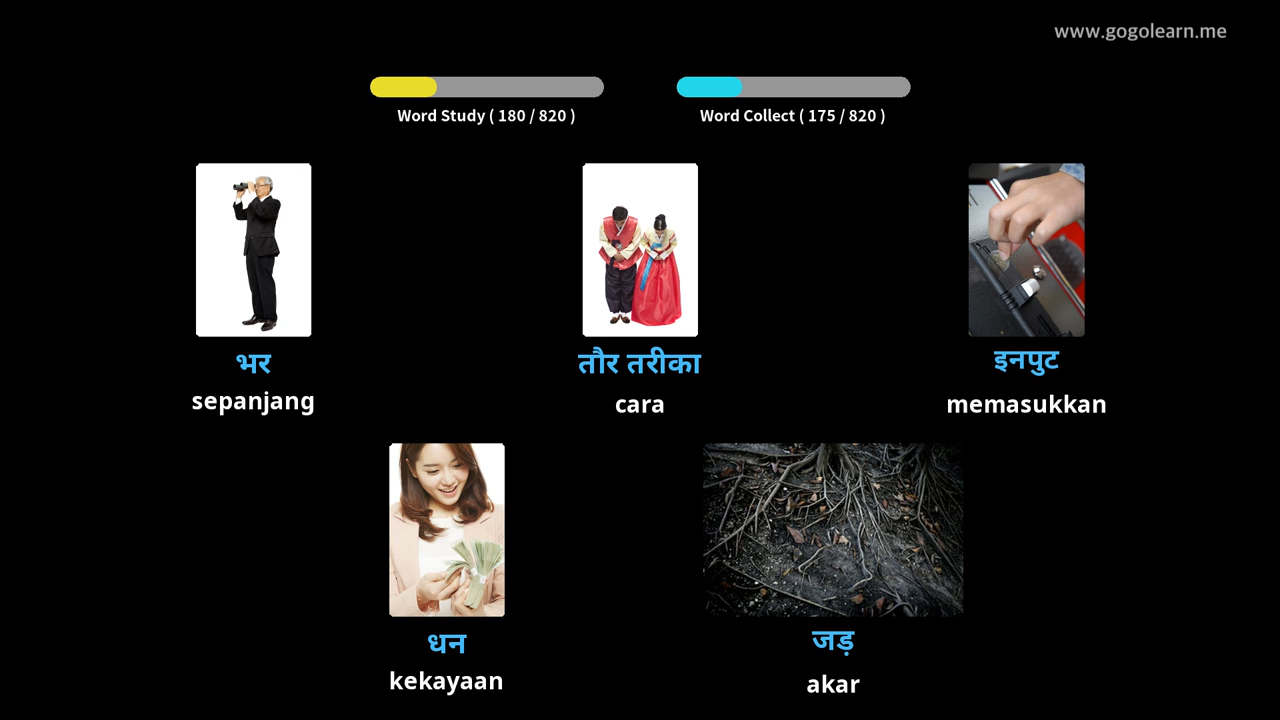 www.gogolearn.me
Word Study ( 180 / 820 )
Word Collect ( 175 / 820 )
भर
sepanjang
तौर तरीका
cara
इनपुट
memasukkan
धन
kekayaan
जड़
akar